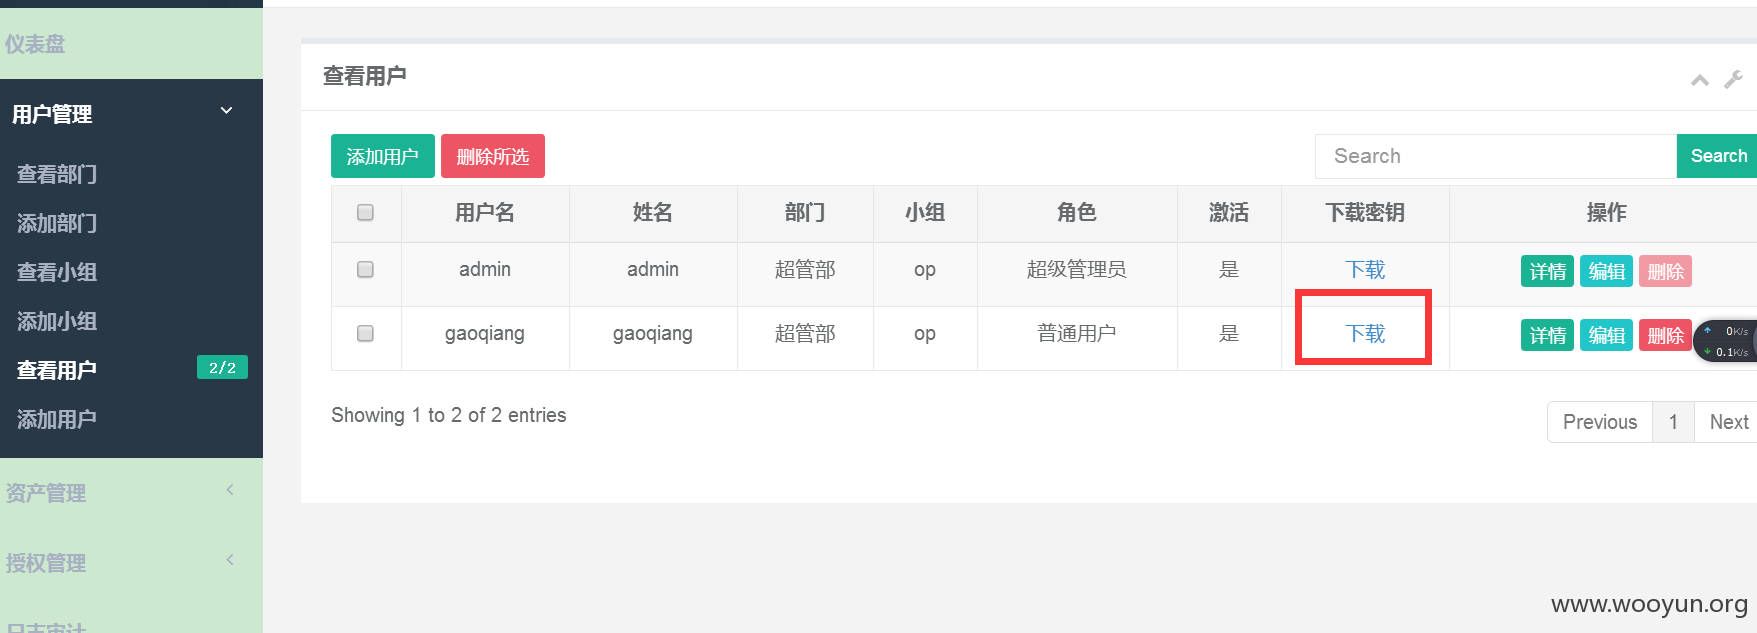 仪表盘
用户管理
查看部门
添加部门
查看小组
添加小组
查看用户 2/2
添加用户
资产管理
授权管理
日志审计
查看用户
添加用户 删除所选 Search Search
用户名 姓名 部门 小组 角色 激活 下载密钥 操作
admin admin 超管部 op 超级管理员 是 下载 详情 编辑 删除
gaoqiang gaoqiang 超管部 op 普通用户 是 下载 详情 编辑 删除
0K/s
0.1K/s
Showing 1 to 2 of 2 entries
Previous 1 Next
www.wooyun.org